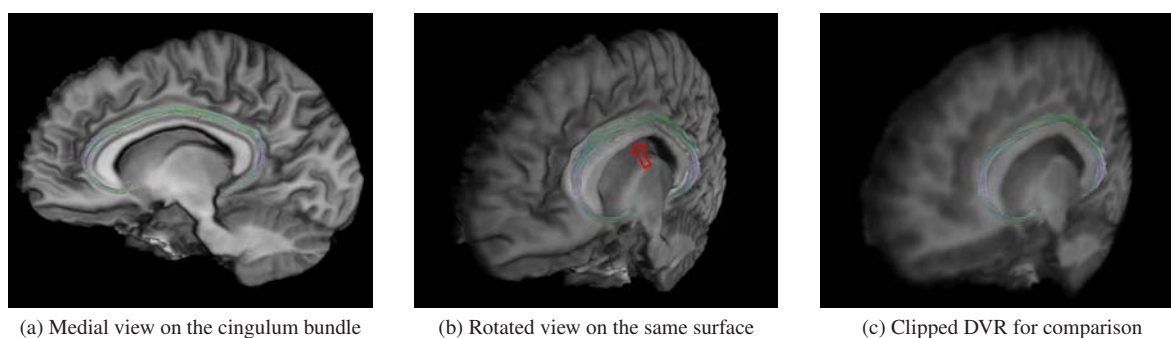 (a) Medial view on the cingulum bundle
(b) Rotated view on the same surface
(c) Clipped DVR for comparison